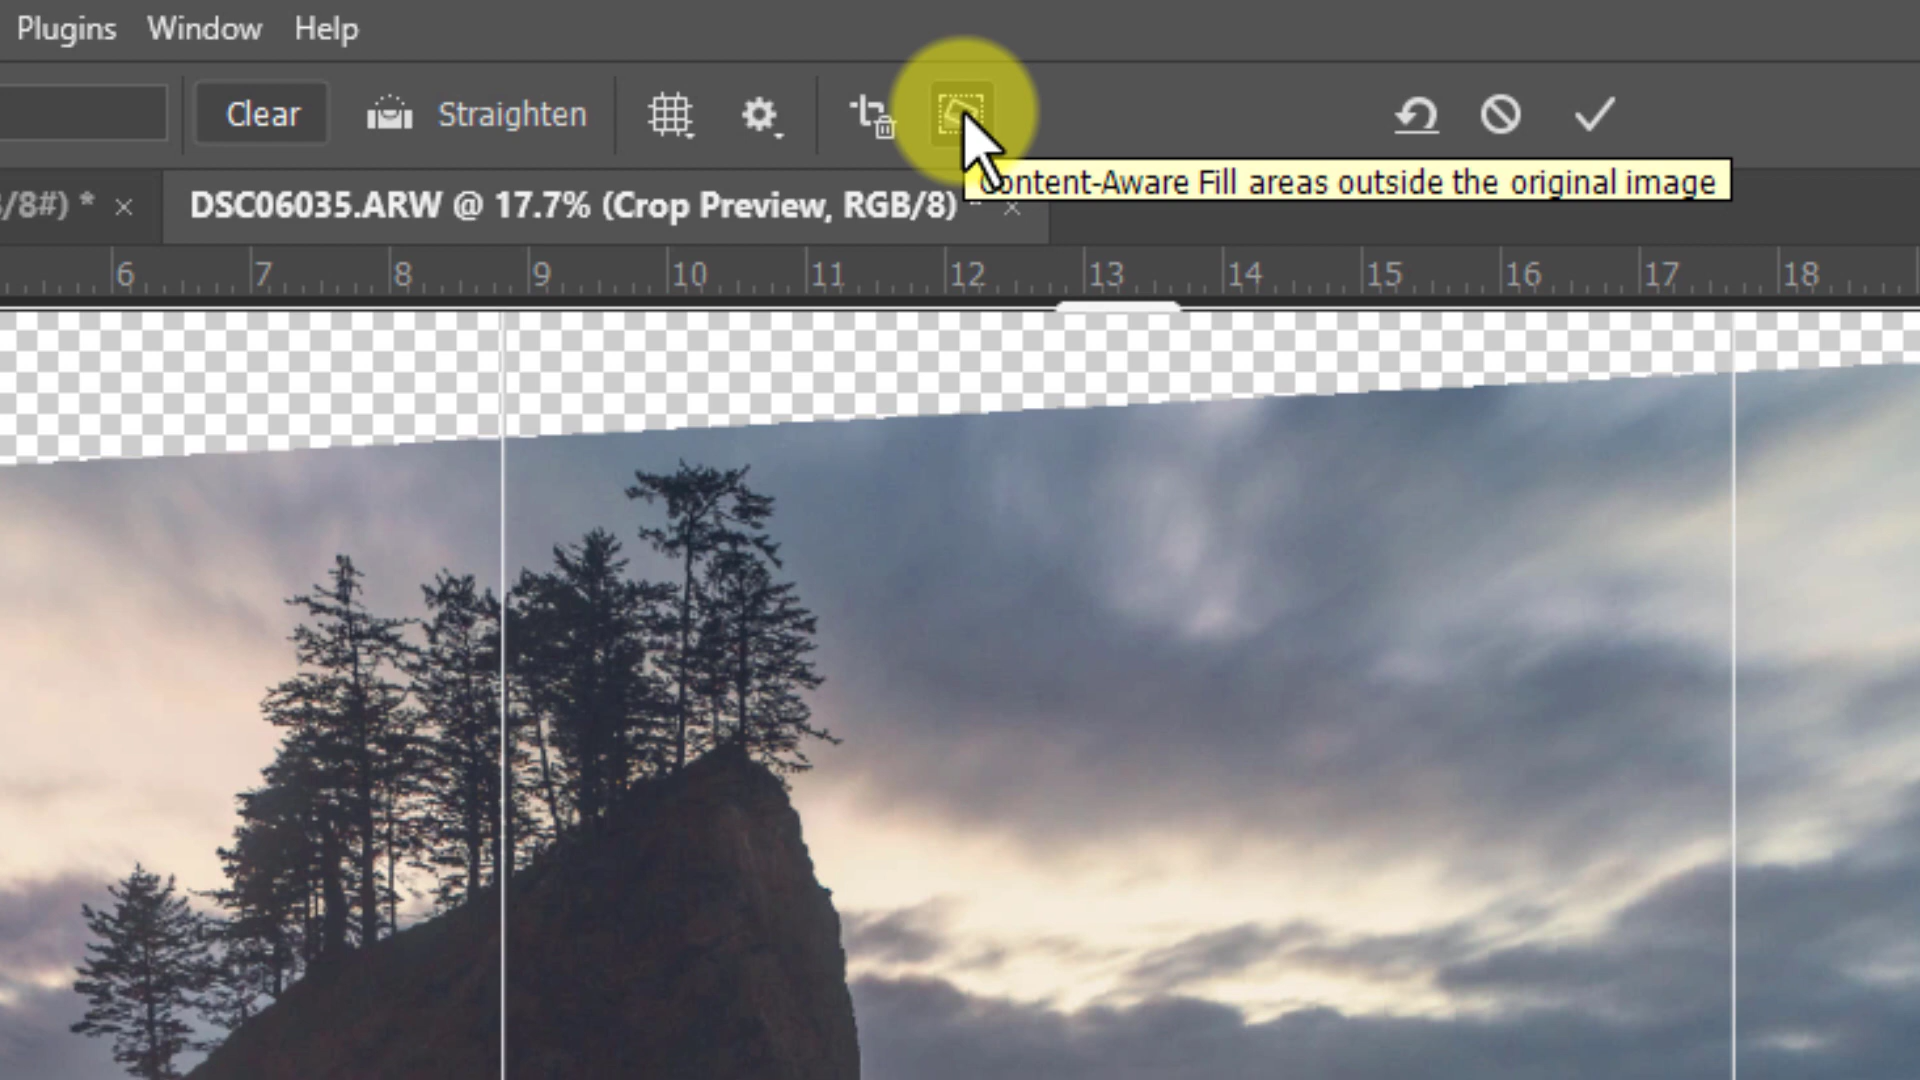 Plugins Window Help
Clear Straighten
Content-Aware Fill areas outside the original image
/8#) * × DSC06035.ARW @ 17.7% (Crop Preview, RGB/8) * ×
6 7 8 9 10 11 12 13 14 15 16 17 18